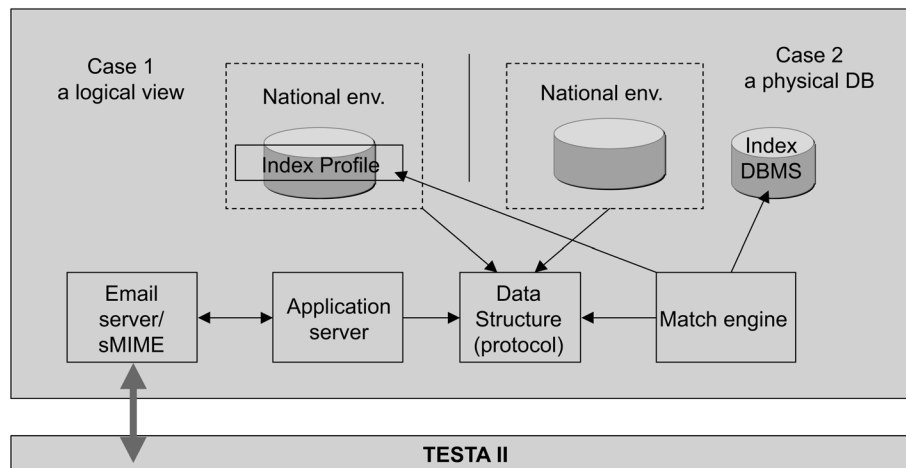 Case 1
a logical view
National env.
Index Profile
National env.
Case 2
a physical DB
Index
DBMS
Email
server/
sMIME
Application
server
Data
Structure
(protocol)
Match engine
TESTA II